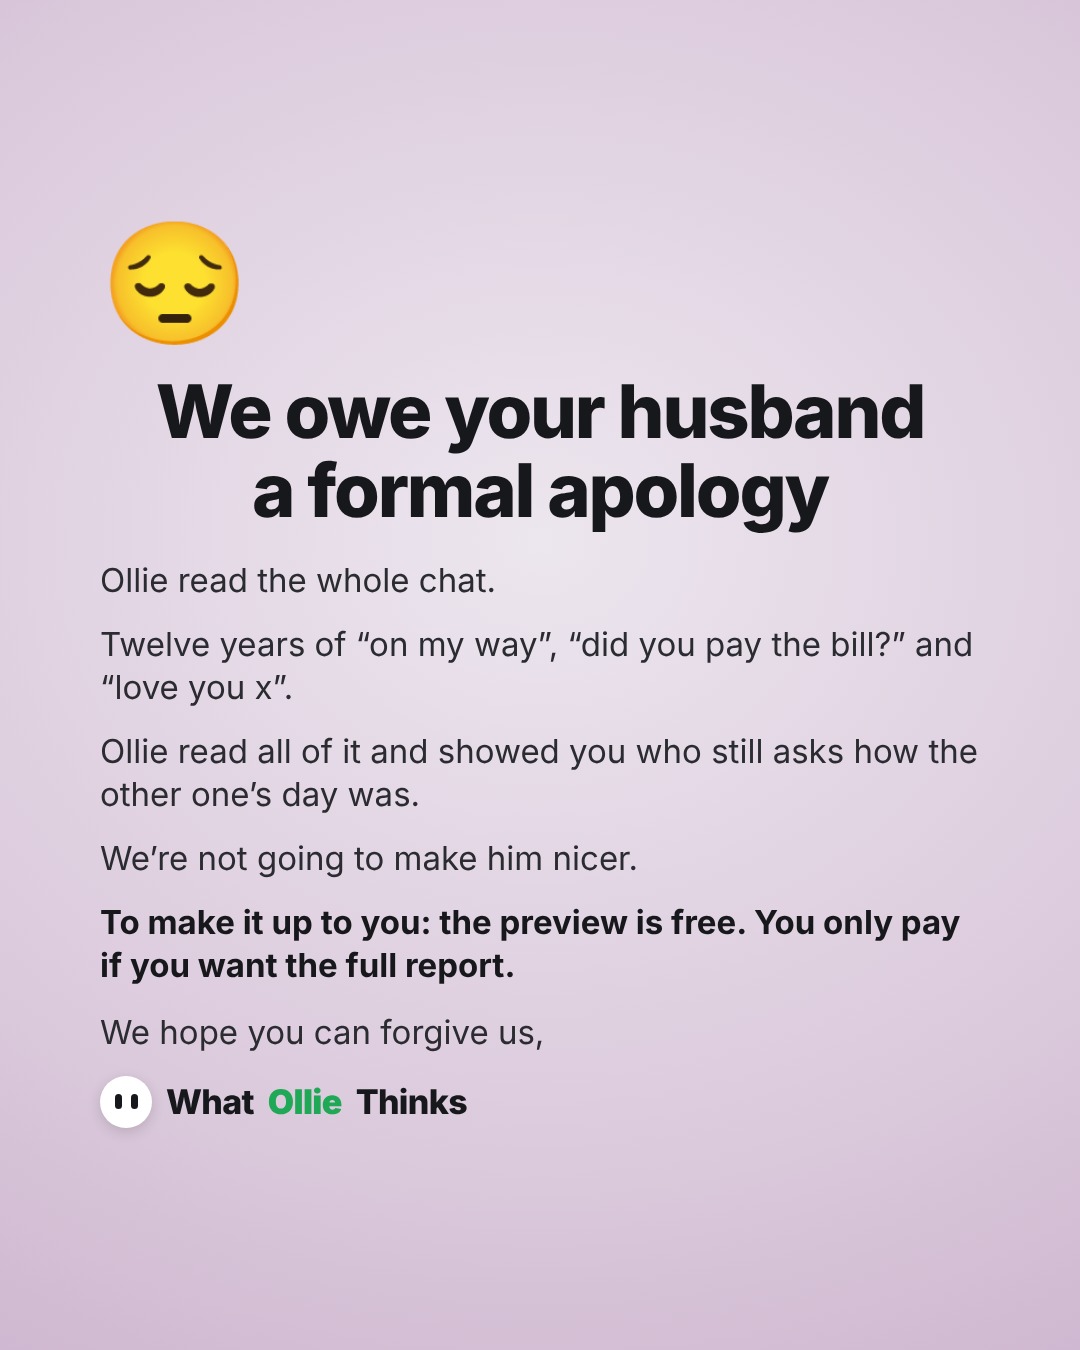 We owe your husband
a formal apology
Ollie read the whole chat.
Twelve years of “on my way”, “did you pay the bill?” and
“love you x”.
Ollie read all of it and showed you who still asks how the
other one’s day was.
We’re not going to make him nicer.
To make it up to you: the preview is free. You only pay
if you want the full report.
We hope you can forgive us,
What Ollie Thinks